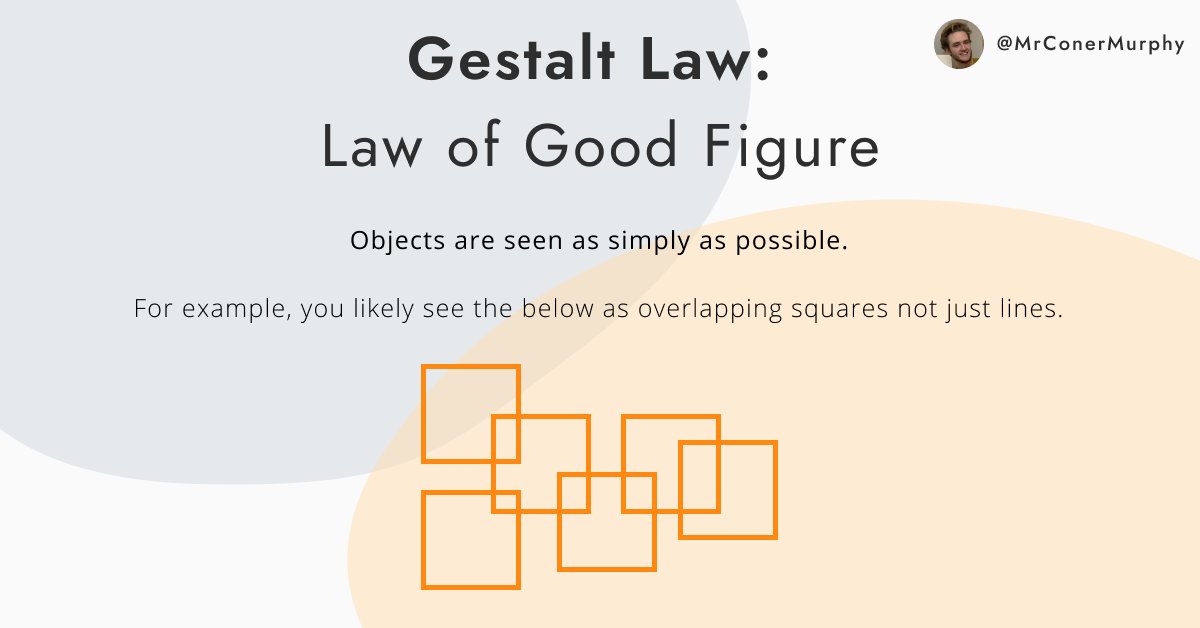 Gestalt Law:
@MrConerMurphy
Law of Good Figure
Objects are seen as simply as possible.
For example, you likely see the below as overlapping squares not just lines.